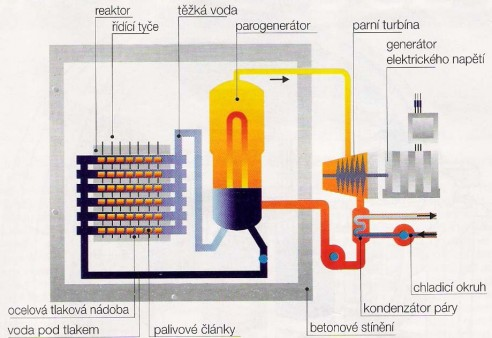 reaktor
řídící tyče
těžká voda
parogenerátor
parní turbína
generátor
elektrického napětí
chladicí okruh
kondenzátor páry
ocelová tlaková nádoba
voda pod tlakem
palivové články
betonové stínění